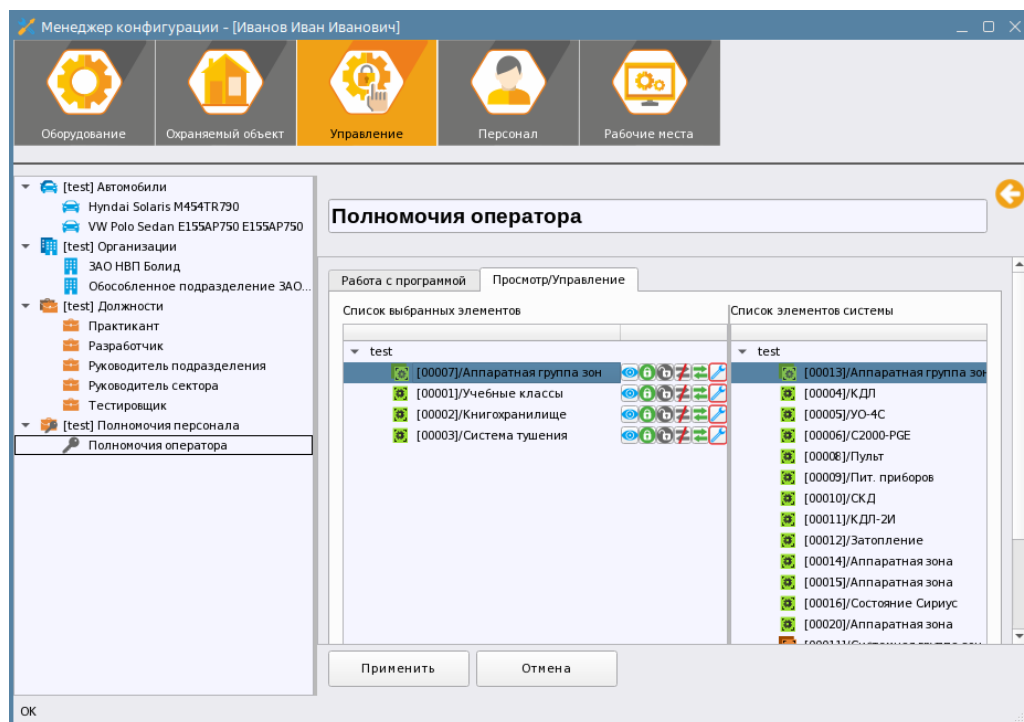 Менеджер конфигурации - [Иванов Иван Иванович]
Оборудование
Охраняемый объект
Управление
Персонал
Рабочие места
[test] Автомобили
Hyndai Solaris М454TR790
VW Polo Sedan E155AP750 E155AP750
[test] Организации
ЗАО НВП Болид
Обособленное подразделение ЗАО...
[test] Должности
Практикант
Разработчик
Руководитель подразделения
Руководитель сектора
Тестировщик
[test] Полномочия персонала
Полномочия оператора
Полномочия оператора
Работа с программой
Просмотр/Управление
Список выбранных элементов
test
[00007]/Аппаратная группа зон
[00001]/Учебные классы
[00002]/Книгохранилище
[00003]/Система тушения
Список элементов системы
test
[00013]/Аппаратная группа зон
[00004]/КДЛ
[00005]/УО-4С
[00006]/С2000-PGE
[00008]/Пульт
[00009]/Пит. приборов
[00010]/СКД
[00011]/КДЛ-2И
[00012]/Затопление
[00014]/Аппаратная зона
[00015]/Аппаратная зона
[00016]/Состояние Сириус
[00020]/Аппаратная зона
Применить
Отмена
OK